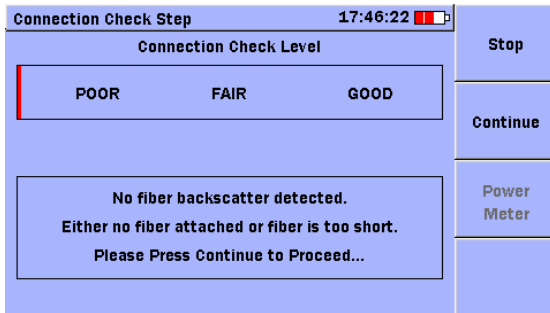 Connection Check Step 17:46:22
Connection Check Level
POOR FAIR GOOD
No fiber backscatter detected.
Either no fiber attached or fiber is too short.
Please Press Continue to Proceed...
Stop
Continue
Power
Meter